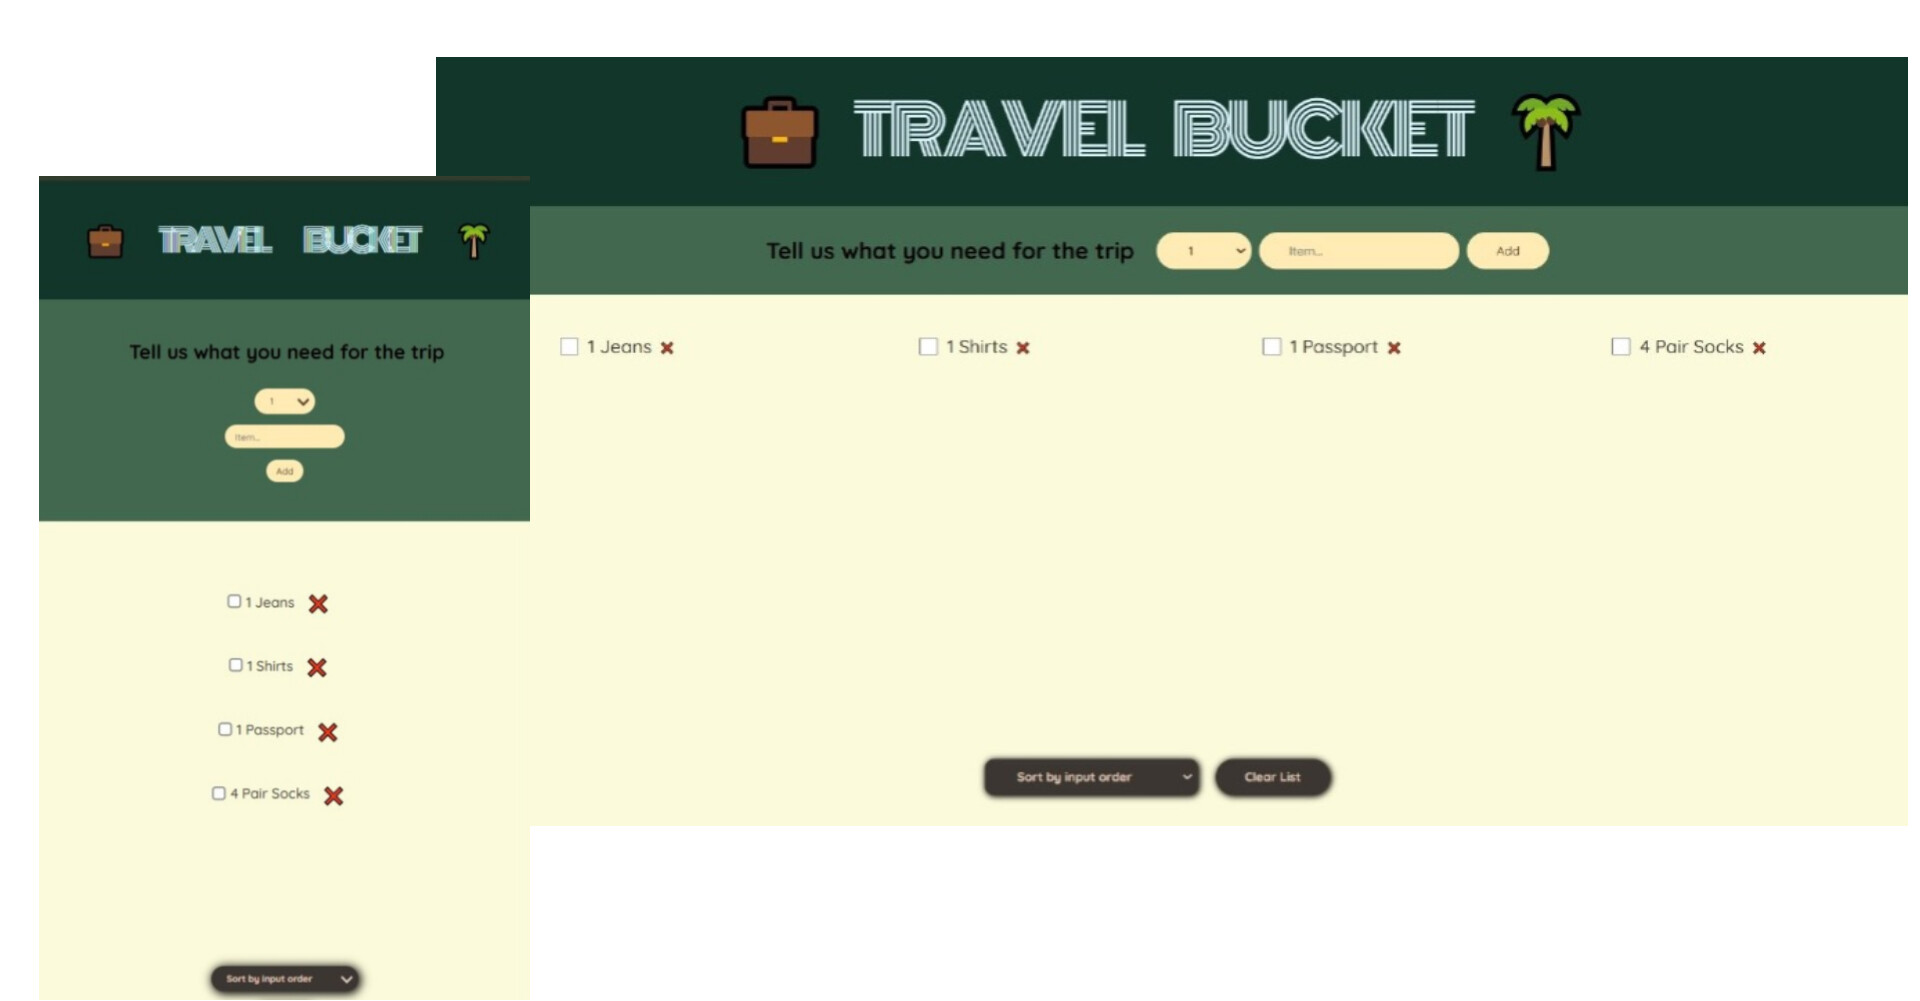 TRAVEL BUCKET
Tell us what you need for the trip 1 Item... Add
1 Jeans 1 Shirts 1 Passport 4 Pair Socks
Sort by input order Clear List
TRAVEL BUCKET
Tell us what you need for the trip
1
Item...
Add
1 Jeans
1 Shirts
1 Passport
4 Pair Socks
Sort by input order